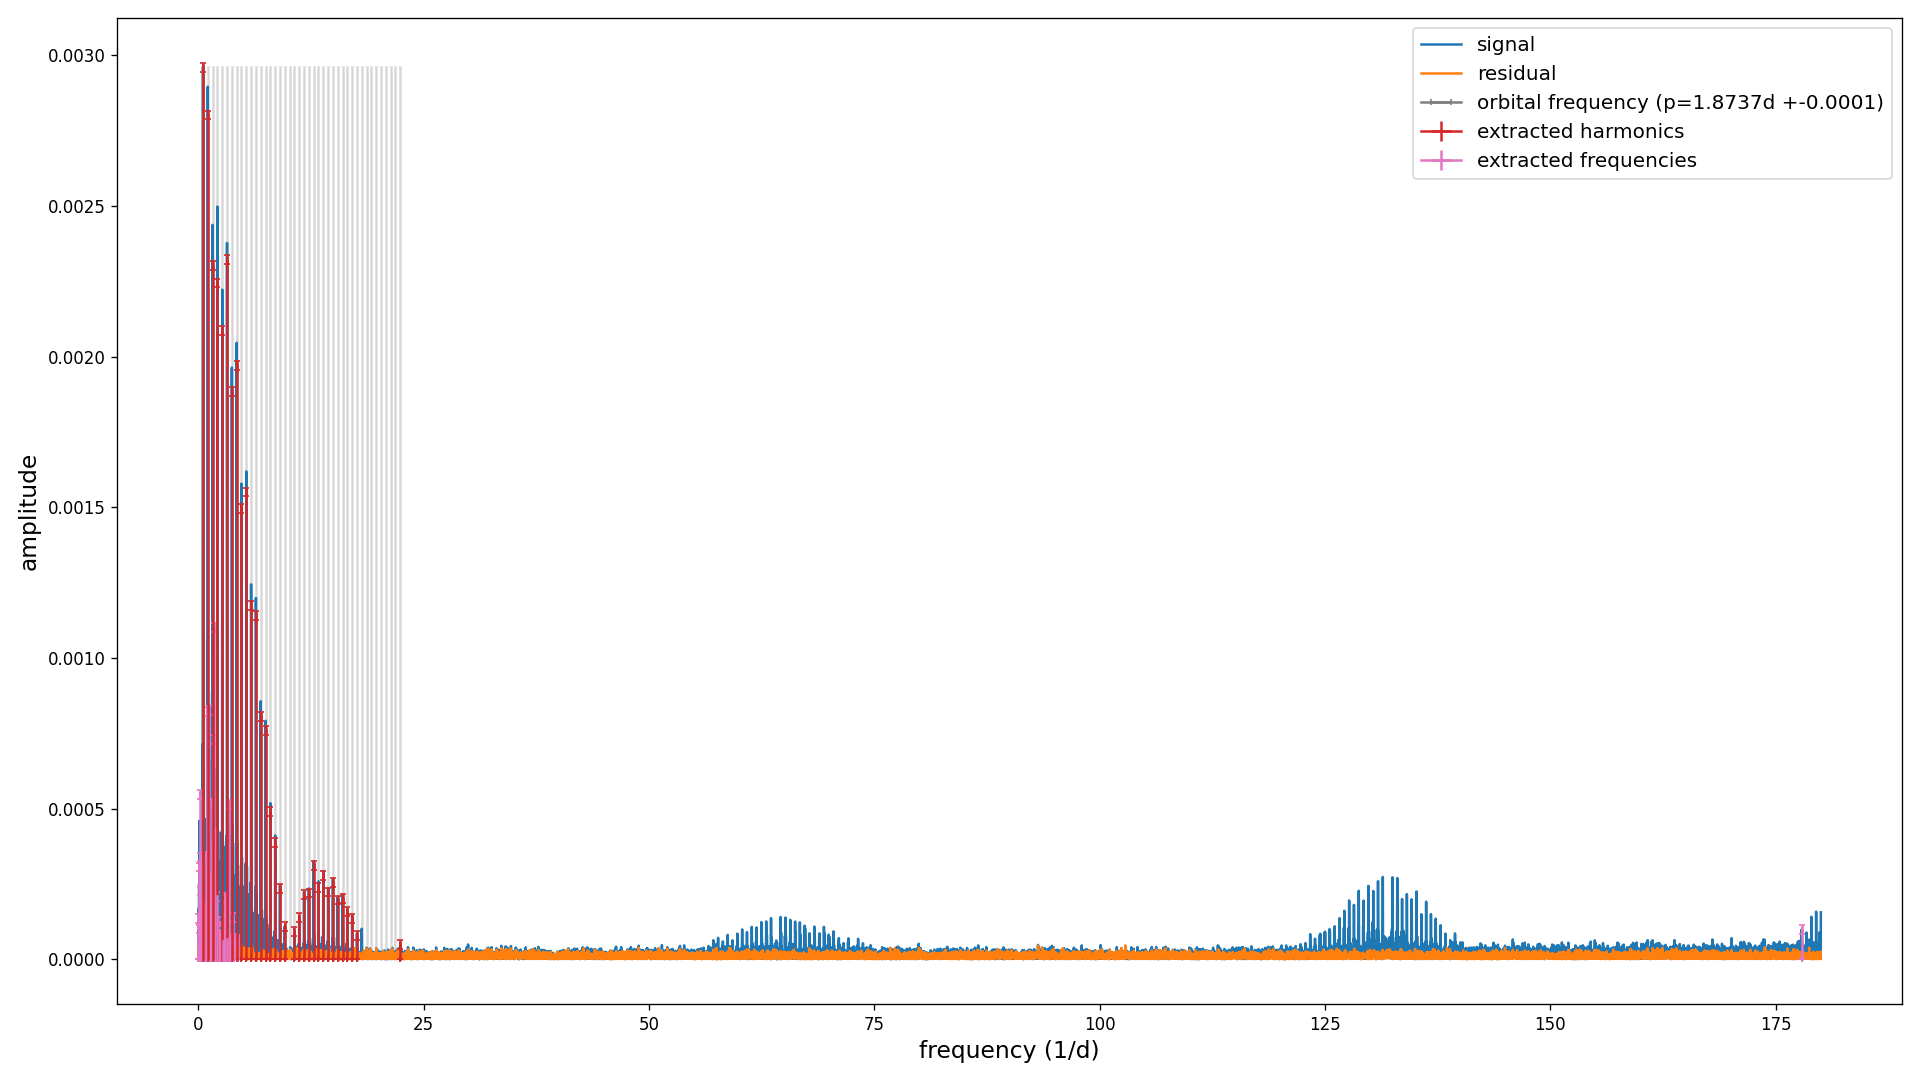 signal
residual
orbital frequency (p=1.8737d +-0.0001)
extracted harmonics
extracted frequencies
amplitude
0.0030
0.0025
0.0020
0.0015
0.0010
0.0005
0.0000
0 25 50 75 100 125 150 175
frequency (1/d)